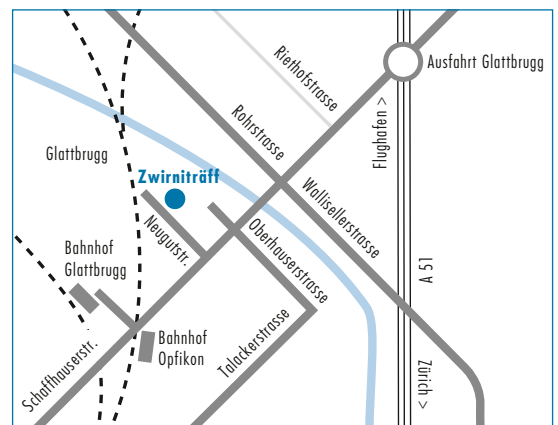 Riethofstrasse
Ausfahrt Glattbrugg
Flughafen >
Rohrstrasse
Glattbrugg
Zwirniträff
Wallisellerstrasse
Neugutstr.
Oberhauserstrasse
Bahnhof
Glattbrugg
A 51
Talackerstrasse
Bahnhof
Opfikon
Schaffhauserstr.
Zürich >